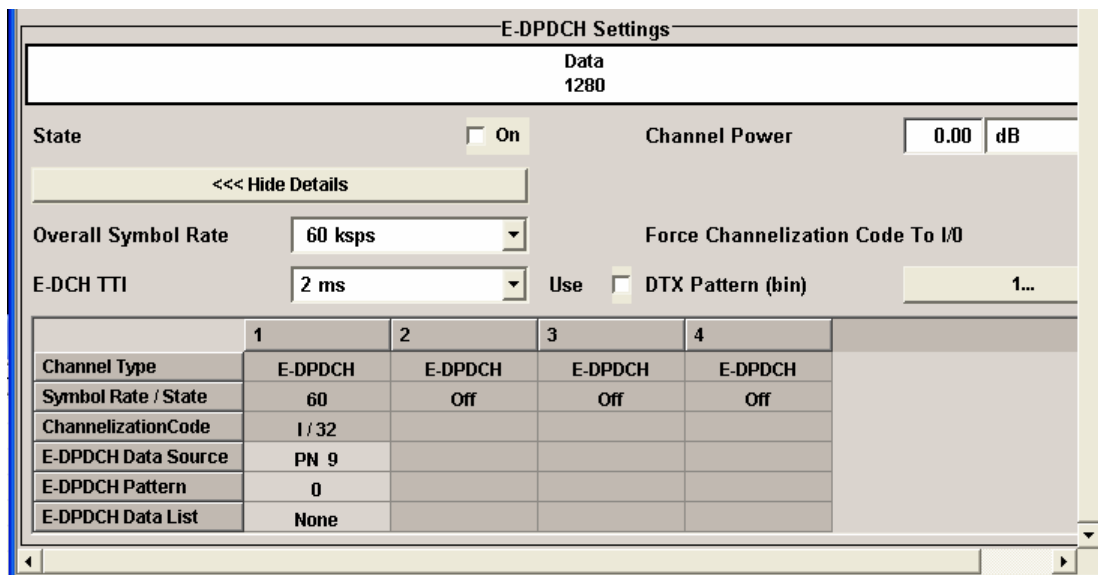 E-DPDCH Settings
Data
1280
State On Channel Power 0.00 dB
<<< Hide Details
Overall Symbol Rate 60 ksps Force Channelization Code To I/0
E-DCH TTI 2 ms Use DTX Pattern (bin) 1...
1 2 3 4
Channel Type E-DPDCH E-DPDCH E-DPDCH E-DPDCH
Symbol Rate / State 60 Off Off Off
ChannelizationCode I / 32
E-DPDCH Data Source PN 9
E-DPDCH Pattern 0
E-DPDCH Data List None